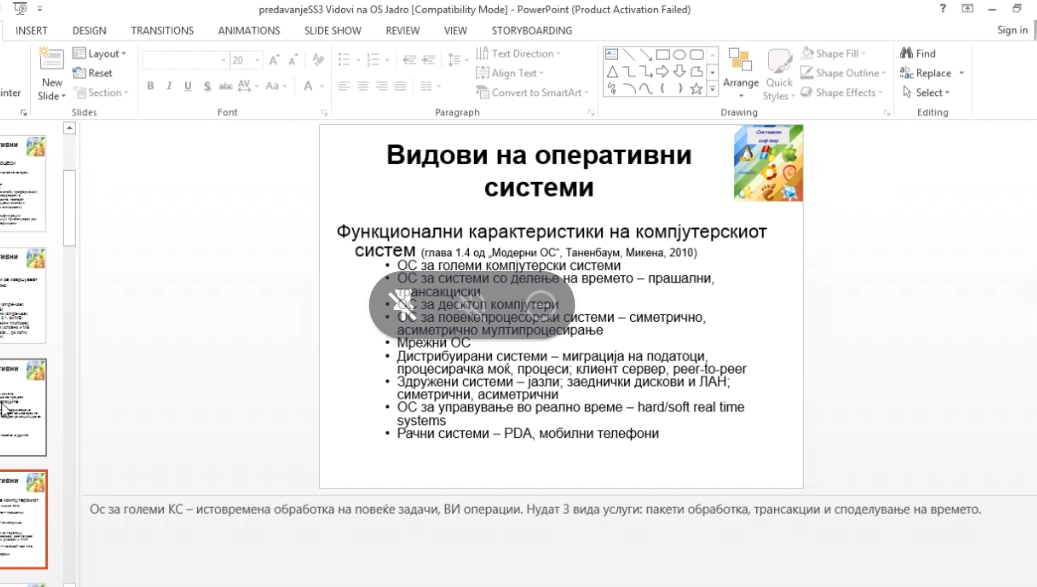 predavanjeSS3 Vidovi na OS Jadro [Compatibility Mode] - PowerPoint (Product Activation Failed)
INSERT DESIGN TRANSITIONS ANIMATIONS SLIDE SHOW REVIEW VIEW STORYBOARDING Sign in
Layout
Reset
Section
New
Slide
inter
20
B I U S abc AV Aa A
Text Direction
Align Text
Convert to SmartArt
Arrange
Quick
Styles
Shape Fill
Shape Outline
Shape Effects
Find
Replace
Select
Slides Font Paragraph Drawing Editing
Видови на оперативни
системи
Системски
софтвер
Функционални карактеристики на компјутерскиот
систем (глава 1.4 од „Модерни ОС“, Таненбаум, Микена, 2010)
• ОС за големи компјутерски системи
• ОС за системи со делење на времето – прашални,
трансакциски
• ОС за десктоп компјутери
• ОС за повеќепроцесорски системи – симетрично,
асиметрично мултипроцесирање
• Мрежни ОС
• Дистрибуирани системи – миграција на податоци,
процесирачка моќ, процеси; клиент сервер, peer-to-peer
• Здружени системи – јазли; заеднички дискови и ЛАН;
симетрични, асиметрични
• ОС за управување во реално време – hard/soft real time
systems
• Рачни системи – PDA, мобилни телефони
Ос за големи КС – истовремена обработка на повеќе задачи, ВИ операции. Нудат 3 вида услуги: пакети обработка, трансакции и споделување на времето.